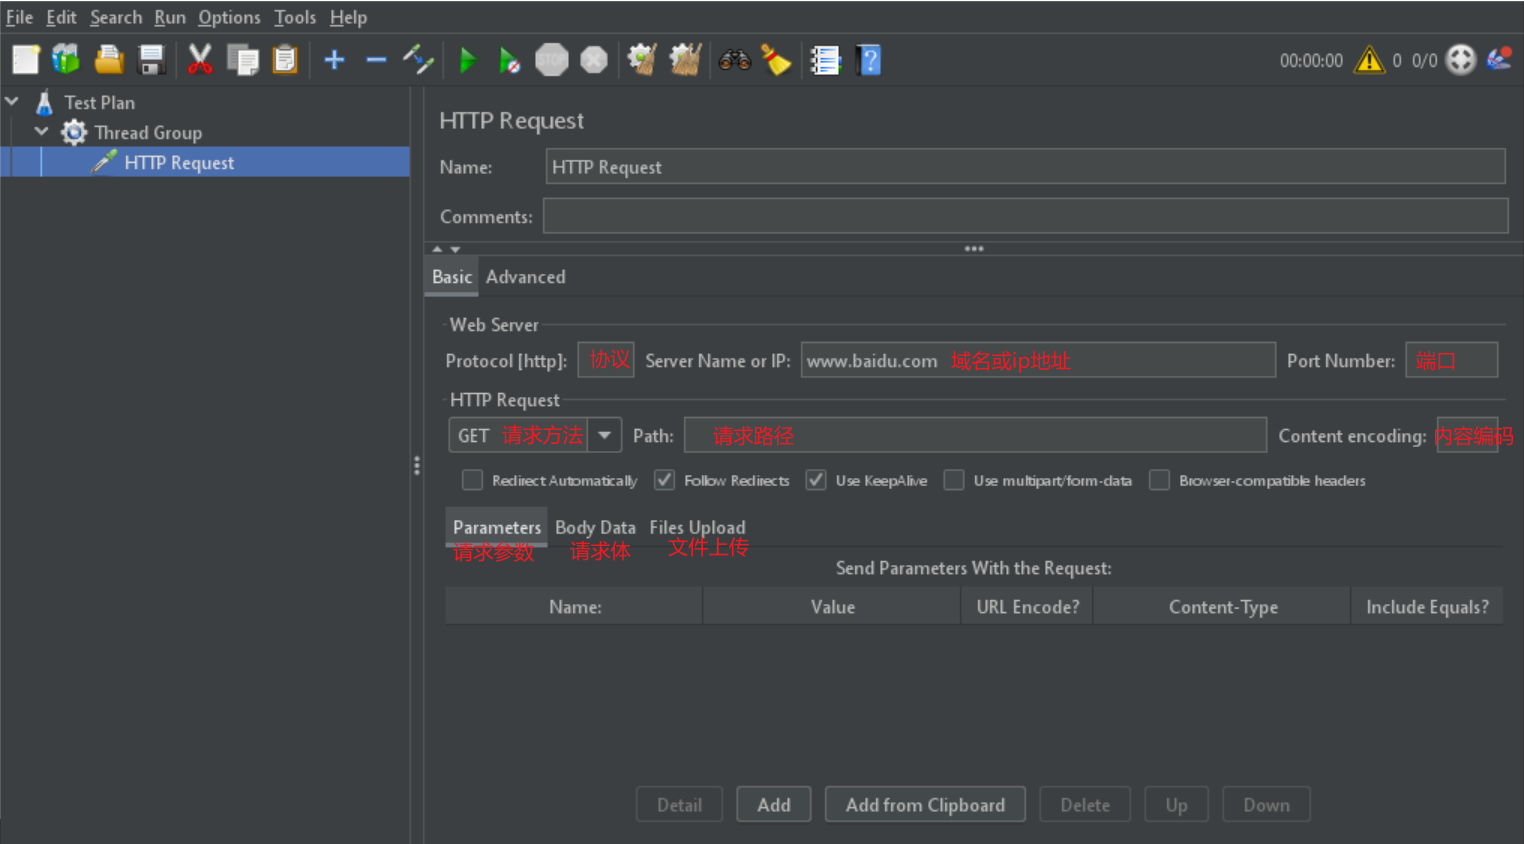 File Edit Search Run Options Tools Help
STOP 00:00:00 0 0/0
Test Plan
Thread Group
HTTP Request
HTTP Request
Name: HTTP Request
Comments:
Basic Advanced
Web Server
Protocol [http]: 协议 Server Name or IP: www.baidu.com 域名或ip地址 Port Number: 端口
HTTP Request
GET 请求方法 Path: 请求路径 Content encoding: 内容编码
Redirect Automatically Follow Redirects Use KeepAlive Use multipart/form-data Browser-compatible headers
Parameters Body Data Files Upload
请求参数 请求体 文件上传
Send Parameters With the Request:
Name: Value URL Encode? Content-Type Include Equals?
Detail Add Add from Clipboard Delete Up Down